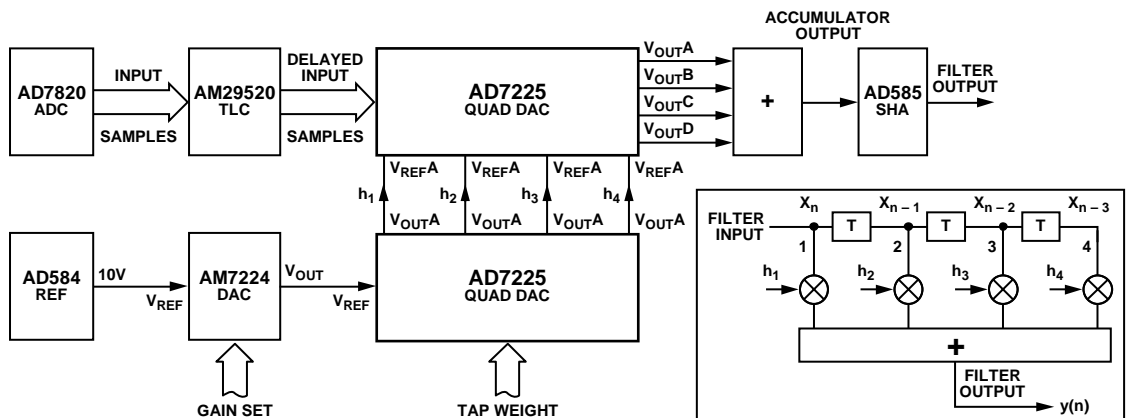 ACCUMULATOR
OUTPUT
AD7820
ADC
INPUT
SAMPLES
AM29520
TLC
DELAYED
INPUT
SAMPLES
AD7225
QUAD DAC
VOUTA
VOUTB
VOUTC
VOUTD
+
AD585
SHA
FILTER
OUTPUT
VREFA VREFA VREFA VREFA
h1 h2 h3 h4
VOUTA VOUTA VOUTA VOUTA
AD584
REF
10V
VREF
AM7224
DAC
VOUT
VREF
AD7225
QUAD DAC
GAIN SET
TAP WEIGHT
Xn Xn – 1 Xn – 2 Xn – 3
FILTER
INPUT
T T T
1 2 3 4
h1 h2 h3 h4
+
FILTER
OUTPUT
y(n)